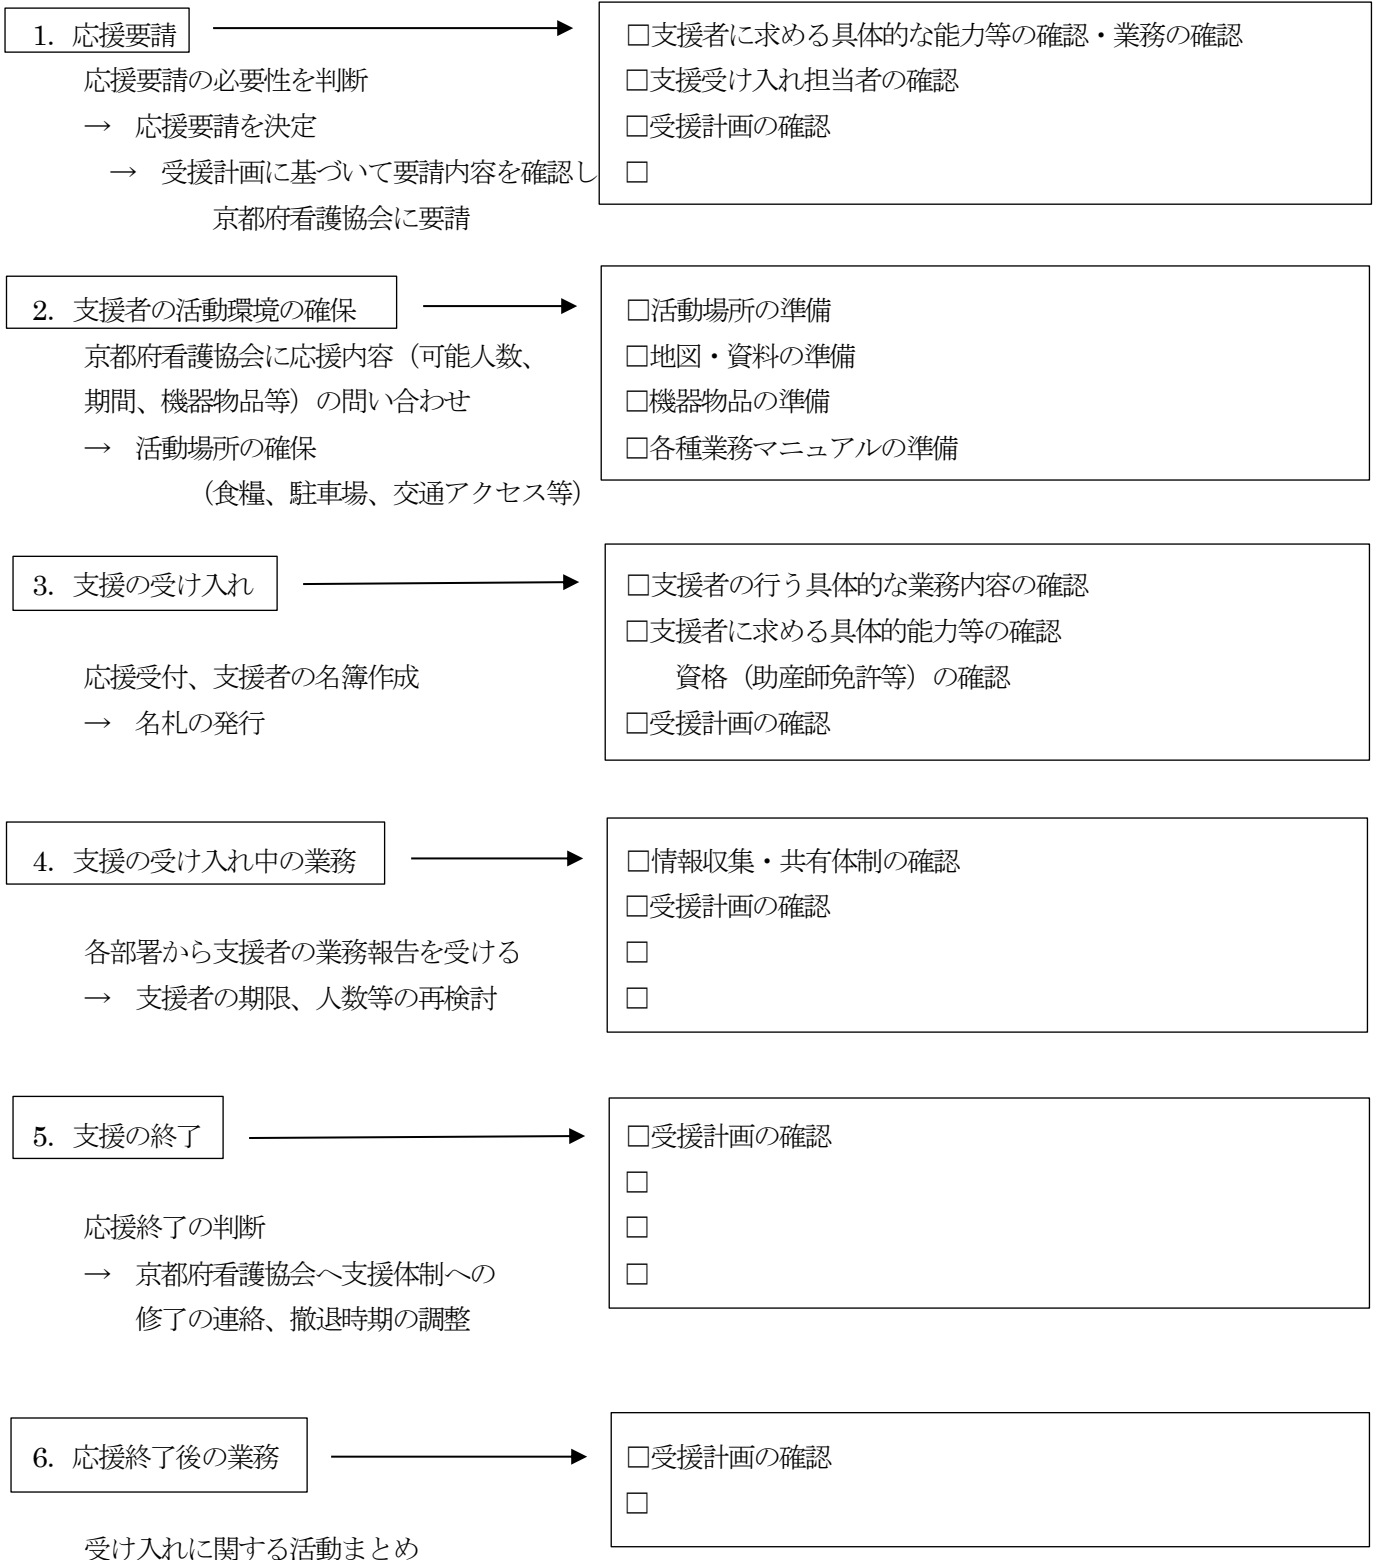 1. 応援要請
応援要請の必要性を判断
→ 応援要請を決定
→ 受援計画に基づいて要請内容を確認し
京都府看護協会に要請
□支援者に求める具体的な能力等の確認・業務の確認
□支援受け入れ担当者の確認
□受援計画の確認
□
2. 支援者の活動環境の確保
京都府看護協会に応援内容（可能人数、
期間、機器物品等）の問い合わせ
→ 活動場所の確保
（食糧、駐車場、交通アクセス等）
□活動場所の準備
□地図・資料の準備
□機器物品の準備
□各種業務マニュアルの準備
3. 支援の受け入れ
応援受付、支援者の名簿作成
→ 名札の発行
□支援者の行う具体的な業務内容の確認
□支援者に求める具体的能力等の確認
資格（助産師免許等）の確認
□受援計画の確認
4. 支援の受け入れ中の業務
各部署から支援者の業務報告を受ける
→ 支援者の期限、人数等の再検討
□情報収集・共有体制の確認
□受援計画の確認
□
□
5. 支援の終了
応援終了の判断
→ 京都府看護協会へ支援体制への
修了の連絡、撤退時期の調整
□受援計画の確認
□
□
□
6. 応援終了後の業務
受け入れに関する活動まとめ
□受援計画の確認
□